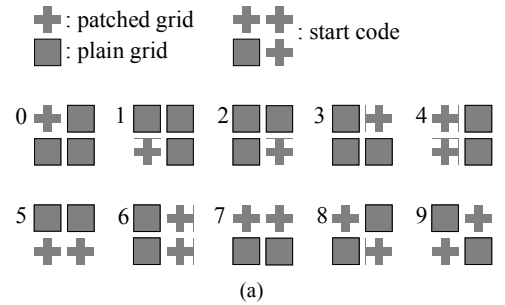 : patched grid
: plain grid
: start code
0 1 2 3 4
5 6 7 8 9
(a)